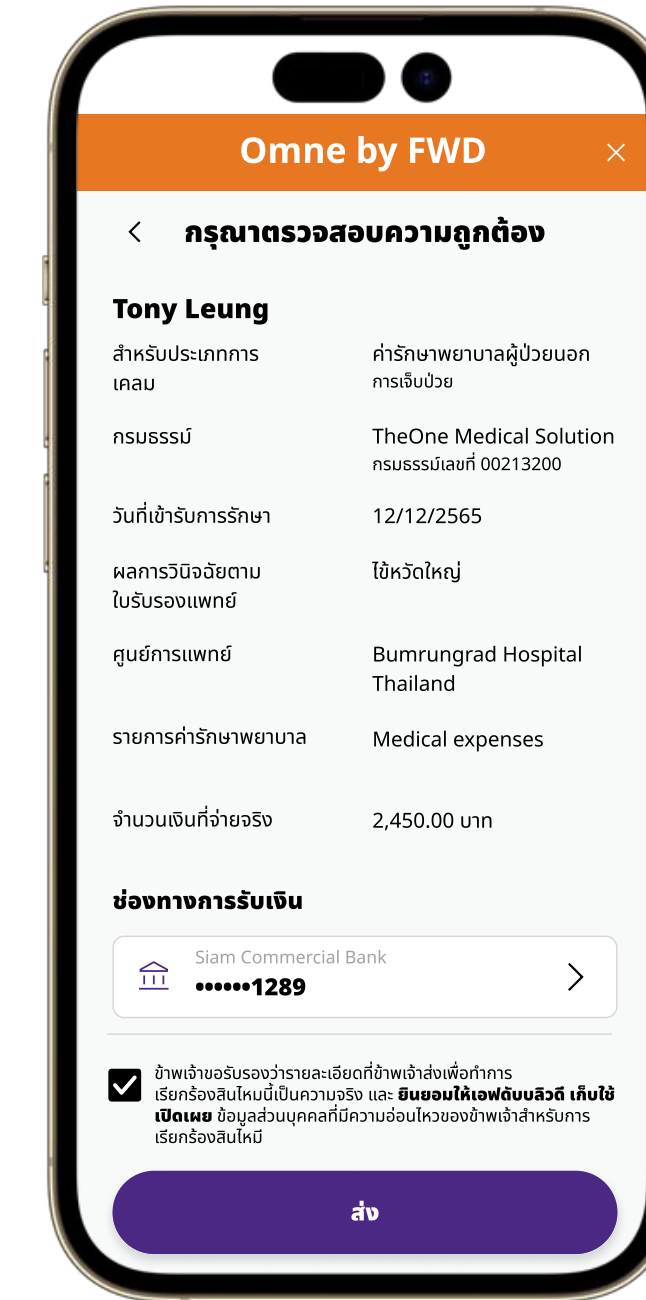 Omne by FWD
กรุณาตรวจสอบความถูกต้อง
Tony Leung
สำหรับประเภทการ
เคลม
ค่ารักษาพยาบาลผู้ป่วยนอก
การเจ็บป่วย
กรมธรรม์
TheOne Medical Solution
กรมธรรม์เลขที่ 00213200
วันที่เข้ารับการรักษา
12/12/2565
ผลการวินิจฉัยตาม
ใบรับรองแพทย์
ไข้หวัดใหญ่
ศูนย์การแพทย์
Bumrungrad Hospital
Thailand
รายการค่ารักษาพยาบาล
Medical expenses
จำนวนเงินที่จ่ายจริง
2,450.00 บาท
ช่องทางการรับเงิน
Siam Commercial Bank
••••••1289
ข้าพเจ้าขอรับรองว่ารายละเอียดที่ข้าพเจ้าส่งเพื่อทำการ
เรียกร้องสินไหมนี้เป็นความจริง และ ยินยอมให้เอฟดับบลิวดี เก็บใช้
เปิดเผย ข้อมูลส่วนบุคคลที่มีความอ่อนไหวของข้าพเจ้าสำหรับการ
เรียกร้องสินไหมี
ส่ง